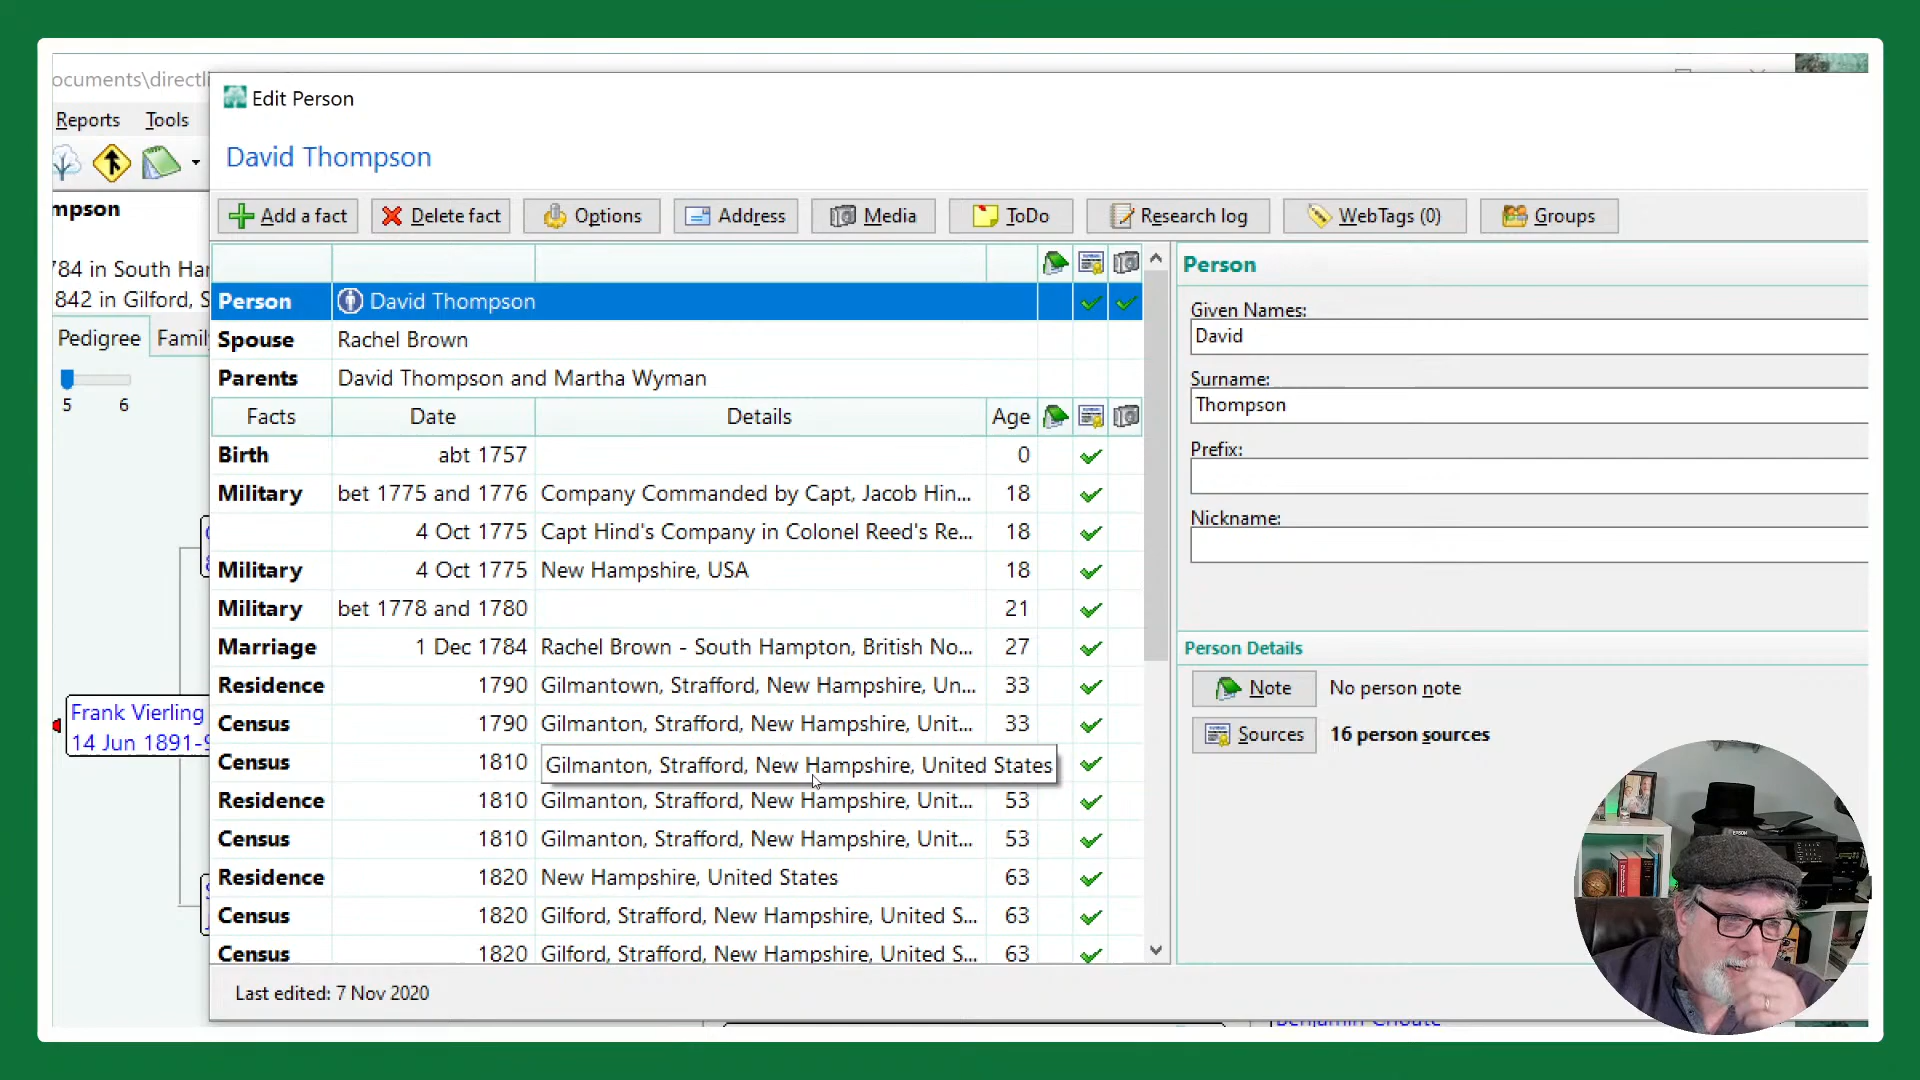 ocuments\directl
Edit Person
Reports Tools
David Thompson
Add a fact Delete fact Options Address Media ToDo Research log WebTags (0) Groups
mpson
784 in South Har
842 in Gilford, S
Pedigree Family
5 6
Person David Thompson
Spouse Rachel Brown
Parents David Thompson and Martha Wyman
Facts Date Details Age
Birth abt 1757 0
Military bet 1775 and 1776 Company Commanded by Capt, Jacob Hin... 18
4 Oct 1775 Capt Hind's Company in Colonel Reed's Re... 18
Military 4 Oct 1775 New Hampshire, USA 18
Military bet 1778 and 1780 21
Marriage 1 Dec 1784 Rachel Brown - South Hampton, British No... 27
Residence 1790 Gilmantown, Strafford, New Hampshire, Un... 33
Census 1790 Gilmanton, Strafford, New Hampshire, Unit... 33
Census 1810 Gilmanton, Strafford, New Hampshire, United States
Residence 1810 Gilmanton, Strafford, New Hampshire, Unit... 53
Census 1810 Gilmanton, Strafford, New Hampshire, Unit... 53
Residence 1820 New Hampshire, United States 63
Census 1820 Gilford, Strafford, New Hampshire, United S... 63
Census 1820 Gilford, Strafford, New Hampshire, United S... 63
Last edited: 7 Nov 2020
Frank Vierling
14 Jun 1891-9
Person
Given Names:
David
Surname:
Thompson
Prefix:
Nickname:
Person Details
Note No person note
Sources 16 person sources
Benjamin Choate
EPSON